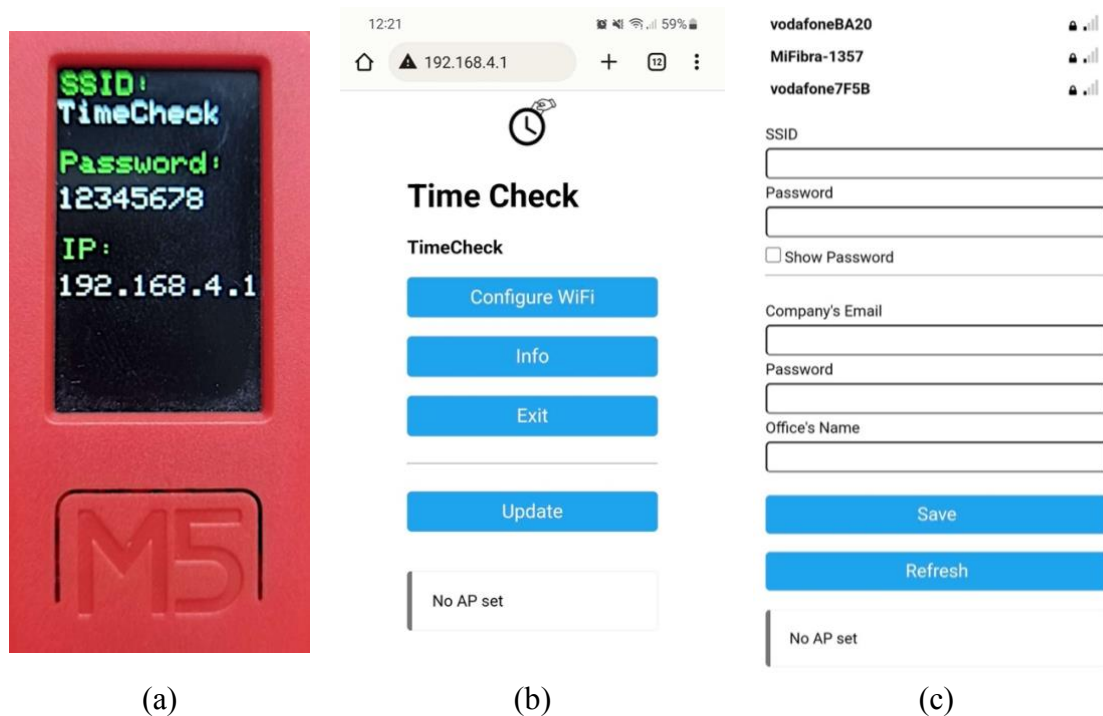 SSID:
TimeCheck
Password:
12345678
IP:
192.168.4.1
M5
(a)
12:21
59%
192.168.4.1
12
Time Check
TimeCheck
Configure WiFi
Info
Exit
Update
No AP set
(b)
vodafoneBA20
MiFibra-1357
vodafone7F5B
SSID
Password
Show Password
Company's Email
Password
Office's Name
Save
Refresh
No AP set
(c)